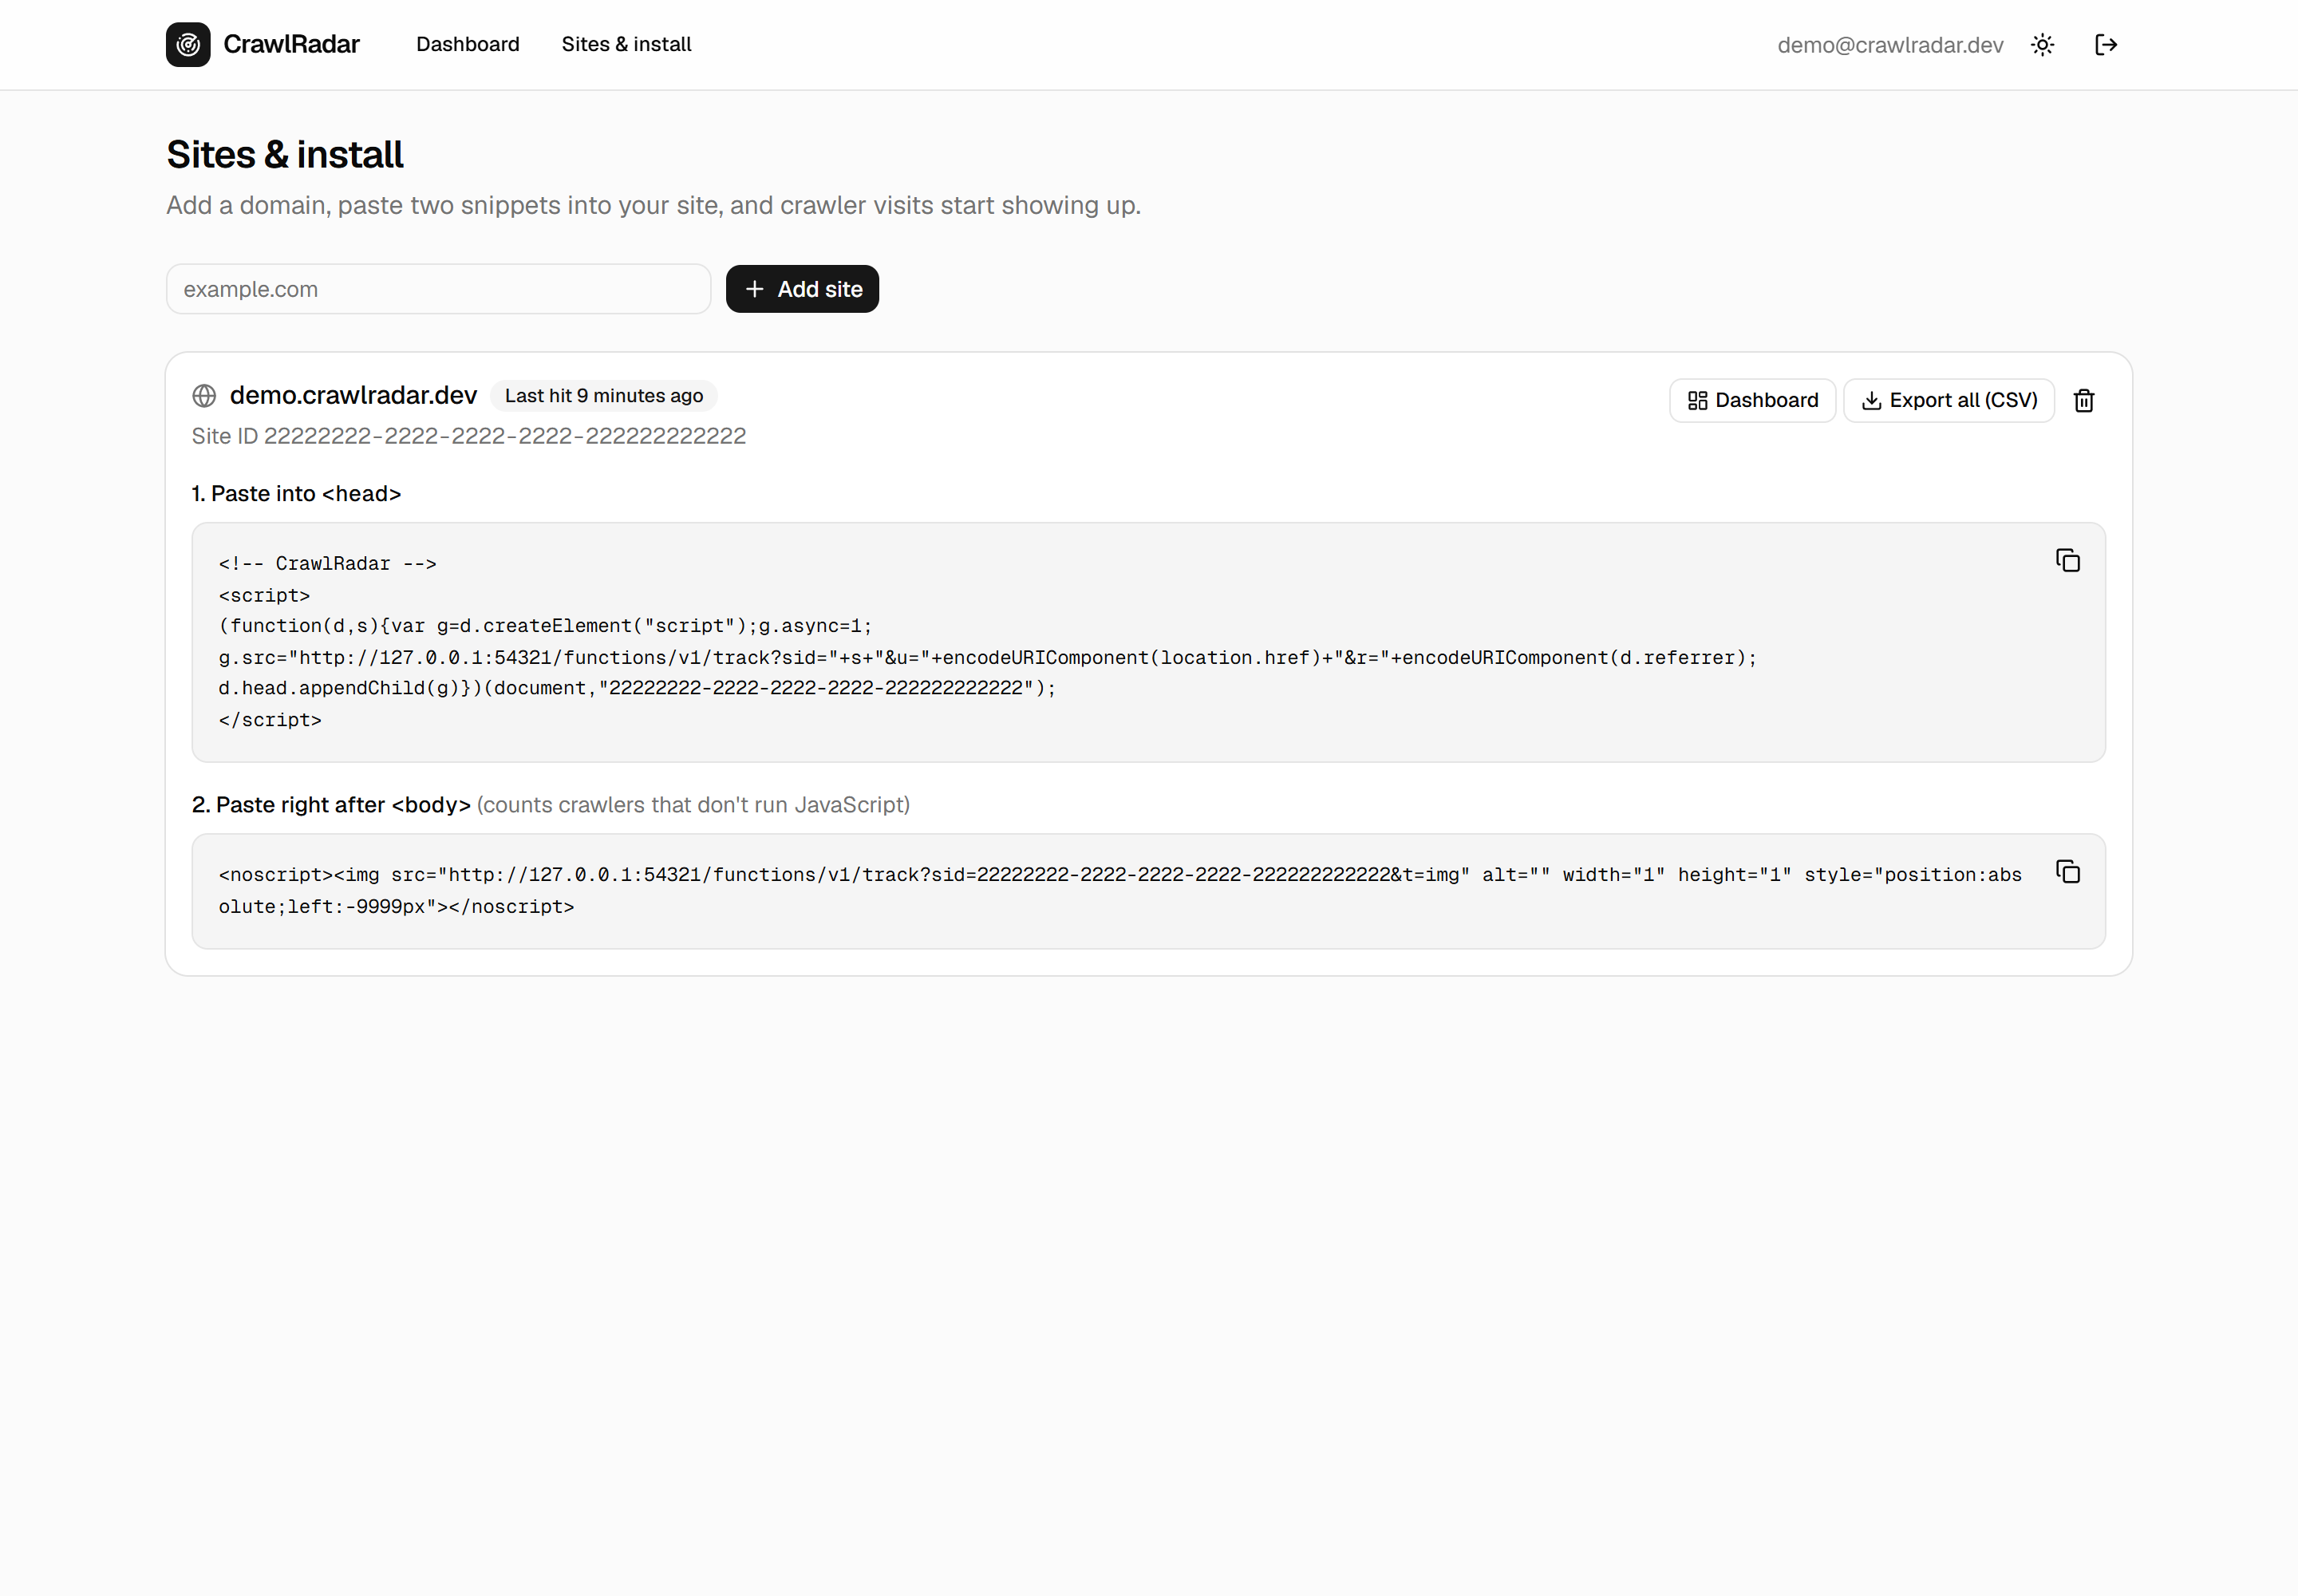 CrawlRadar
Dashboard
Sites & install
demo@crawlradar.dev
Sites & install
Add a domain, paste two snippets into your site, and crawler visits start showing up.
example.com
Add site
demo.crawlradar.dev
Last hit 9 minutes ago
Dashboard
Export all (CSV)
Site ID 22222222-2222-2222-2222-222222222222
1. Paste into <head>
<!-- CrawlRadar -->
<script>
(function(d,s){var g=d.createElement("script");g.async=1;
g.src="http://127.0.0.1:54321/functions/v1/track?sid="+s+"&u="+encodeURIComponent(location.href)+"&r="+encodeURIComponent(d.referrer);
d.head.appendChild(g)})(document,"22222222-2222-2222-2222-222222222222");
</script>
2. Paste right after <body> (counts crawlers that don't run JavaScript)
<noscript><img src="http://127.0.0.1:54321/functions/v1/track?sid=22222222-2222-2222-2222-222222222222&t=img" alt="" width="1" height="1" style="position:abs
olute;left:-9999px"></noscript>